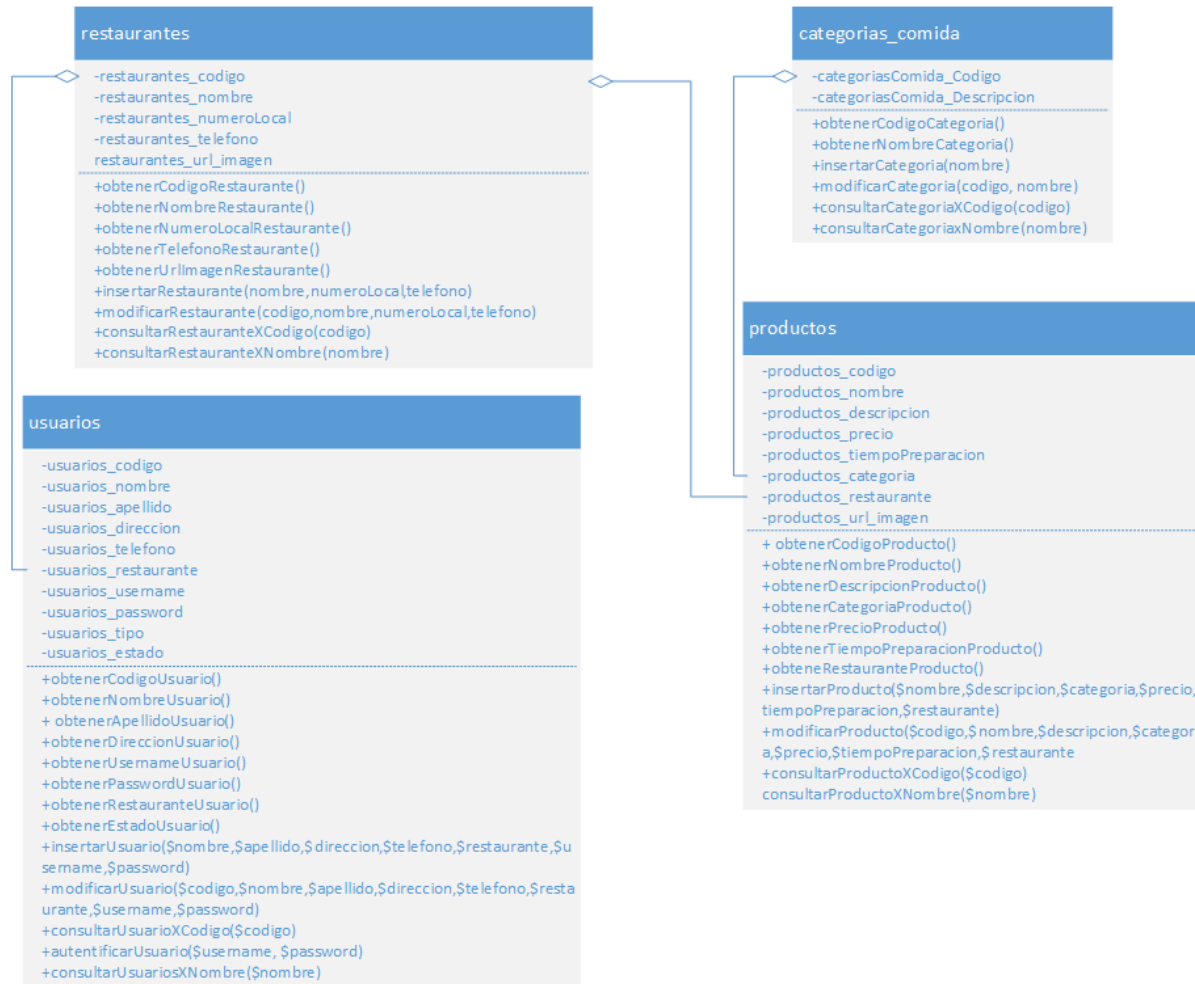 restaurantes
-restaurantes_codigo
-restaurantes_nombre
-restaurantes_numeroLocal
-restaurantes_telefono
restaurantes_url_imagen
+obtenerCodigoRestaurante()
+obtenerNombreRestaurante()
+obtenerNumeroLocalRestaurante()
+obtenerTelefonoRestaurante()
+obtenerUrlImagenRestaurante()
+insertarRestaurante(nombre,numeroLocal,telefono)
+modificarRestaurante(codigo,nombre,numeroLocal,telefono)
+consultarRestauranteXCodigo(codigo)
+consultarRestauranteXNombre(nombre)
categorias_comida
-categoriasComida_Codigo
-categoriasComida_Descripcion
+obtenerCodigoCategoria()
+obtenerNombreCategoria()
+insertarCategoria(nombre)
+modificarCategoria(codigo, nombre)
+consultarCategoriaXCodigo(codigo)
+consultarCategoriaxNombre(nombre)
usuarios
-usuarios_codigo
-usuarios_nombre
-usuarios_apellido
-usuarios_direccion
-usuarios_telefono
-usuarios_restaurante
-usuarios_username
-usuarios_password
-usuarios_tipo
-usuarios_estado
+obtenerCodigoUsuario()
+obtenerNombreUsuario()
+ obtenerApellidoUsuario()
+obtenerDireccionUsuario()
+obtenerUsernameUsuario()
+obtenerPasswordUsuario()
+obtenerRestauranteUsuario()
+obtenerEstadoUsuario()
+insertarUsuario($nombre,$apellido,$direccion,$telefono,$restaurante,$u
sername,$password)
+modificarUsuario($codigo,$nombre,$apellido,$direccion,$telefono,$resta
urante,$username,$password)
+consultarUsuarioXCodigo($codigo)
+autentificarUsuario($username, $password)
+consultarUsuariosXNombre($nombre)
productos
-productos_codigo
-productos_nombre
-productos_descripcion
-productos_precio
-productos_tiempoPreparacion
-productos_categoria
-productos_restaurante
-productos_url_imagen
+ obtenerCodigoProducto()
+obtenerNombreProducto()
+obtenerDescripcionProducto()
+obtenerCategoriaProducto()
+obtenerPrecioProducto()
+obtenerTiempoPreparacionProducto()
+obteneRestauranteProducto()
+insertarProducto($nombre,$descripcion,$categoria,$precio,
tiempoPreparacion,$restaurante)
+modificarProducto($codigo,$nombre,$descripcion,$categor
a,$precio,$tiempoPreparacion,$restaurante
+consultarProductoXCodigo($codigo)
consultarProductoXNombre($nombre)